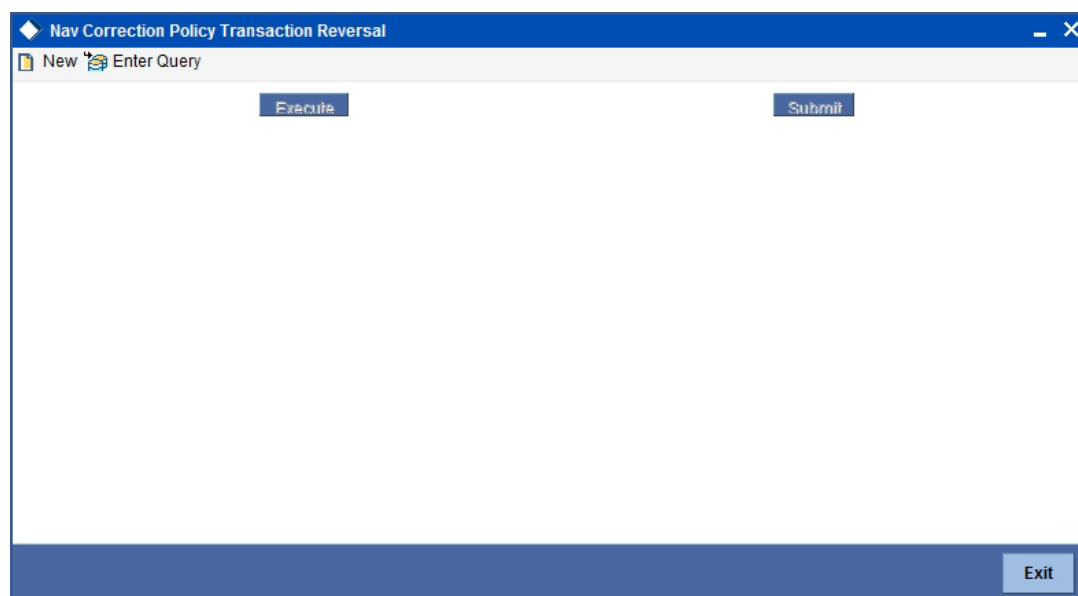 Nav Correction Policy Transaction Reversal
New Enter Query
Execute Submit
Exit